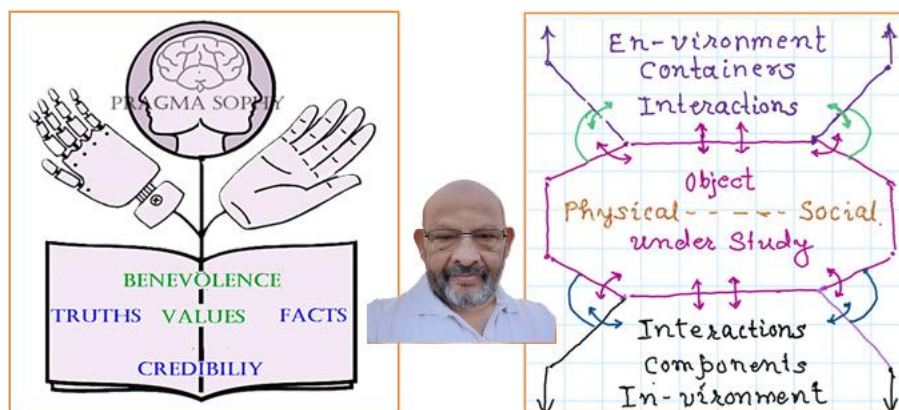 PRAGMA SOPHY
BENEVOLENCE
TRUTHS VALUES FACTS
CREDIBILIY
En-vironment
Containers
Interactions
Object
Physical - - - - - Social
under Study
Interactions
Components
In-vironment